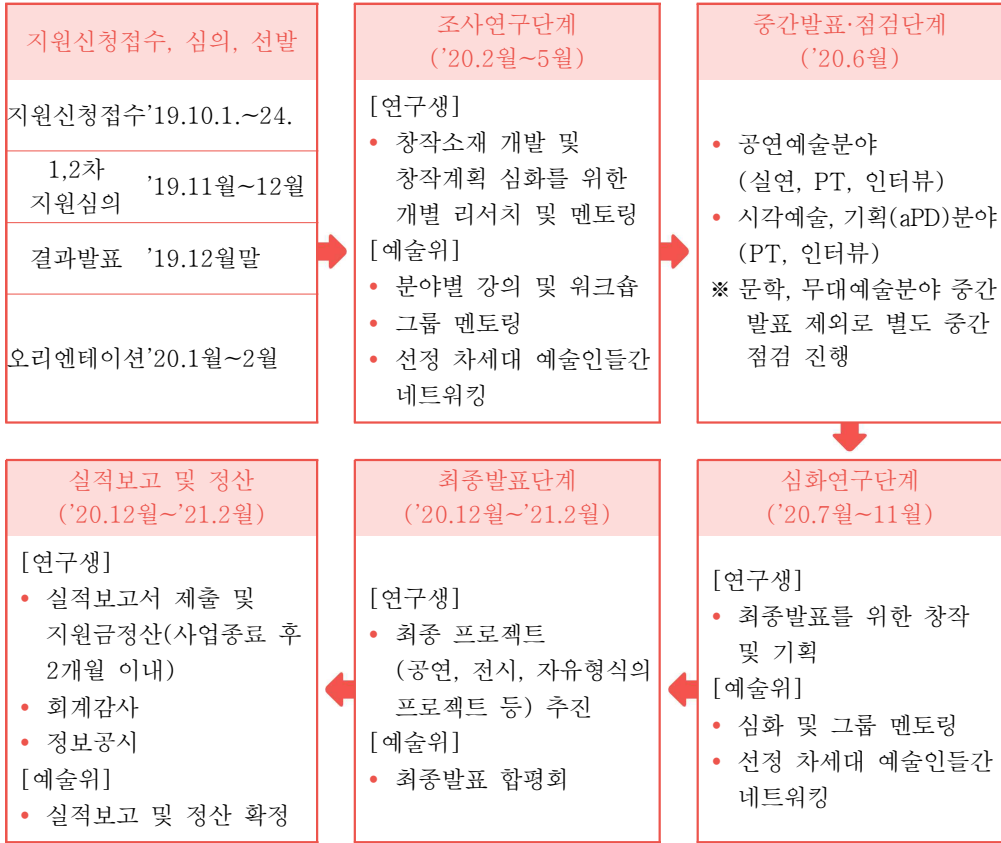 지원신청접수, 심의, 선발
지원신청접수 '19.10.1.~24.
1,2차
지원심의 '19.11월~12월
결과발표 '19.12월말
오리엔테이션 '20.1월~2월
조사연구단계
('20.2월~5월)
[연구생]
• 창작소재 개발 및
창작계획 심화를 위한
개별 리서치 및 멘토링
[예술위]
• 분야별 강의 및 워크숍
• 그룹 멘토링
• 선정 차세대 예술인들간
네트워킹
중간발표·점검단계
('20.6월)
• 공연예술분야
(실연, PT, 인터뷰)
• 시각예술, 기획(aPD)분야
(PT, 인터뷰)
※ 문학, 무대예술분야 중간
발표 제외로 별도 중간
점검 진행
심화연구단계
('20.7월~11월)
[연구생]
• 최종발표를 위한 창작
및 기획
[예술위]
• 심화 및 그룹 멘토링
• 선정 차세대 예술인들간
네트워킹
최종발표단계
('20.12월~'21.2월)
[연구생]
• 최종 프로젝트
(공연, 전시, 자유형식의
프로젝트 등) 추진
[예술위]
• 최종발표 합평회
실적보고 및 정산
('20.12월~'21.2월)
[연구생]
• 실적보고서 제출 및
지원금정산(사업종료 후
2개월 이내)
• 회계감사
• 정보공시
[예술위]
• 실적보고 및 정산 확정